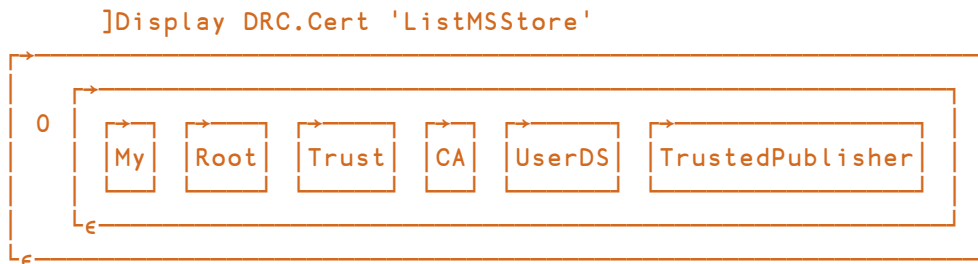 ]Display DRC.Cert 'ListMSStore'
0 My Root Trust CA UserDS TrustedPublisher